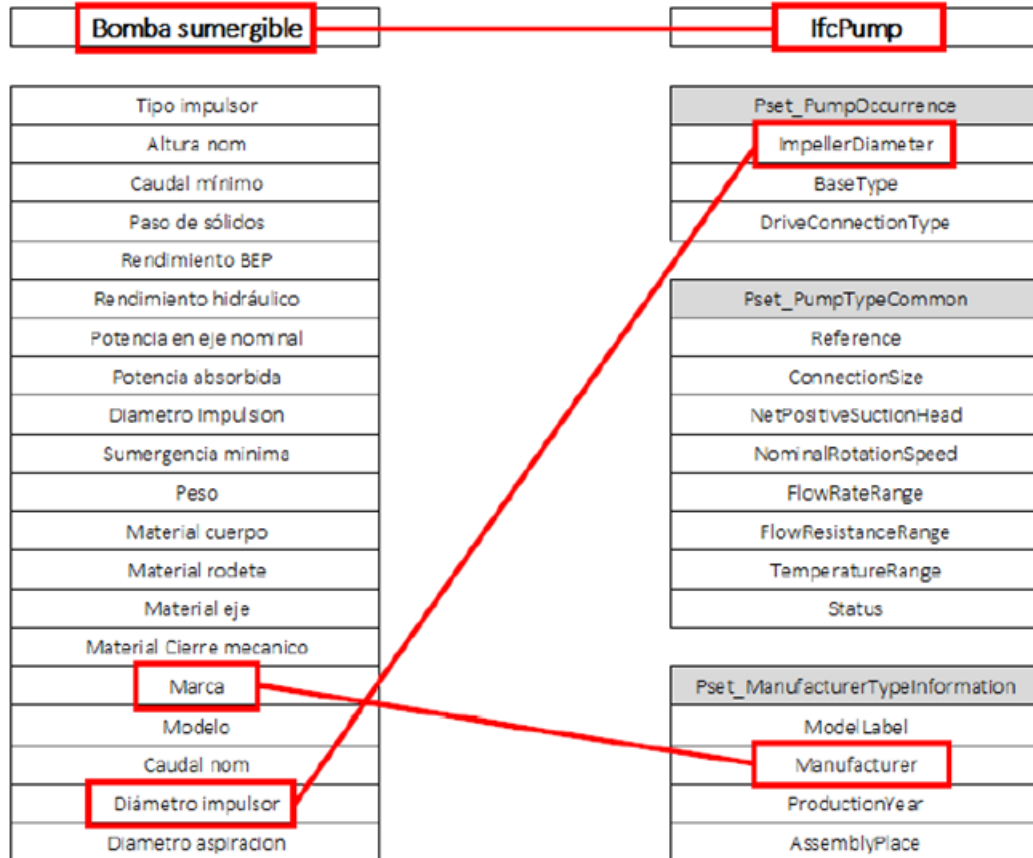 Bomba sumergible
Tipo impulsor
Altura nom
Caudal mínimo
Paso de sólidos
Rendimiento BEP
Rendimiento hidráulico
Potencia en eje nominal
Potencia absorbida
Diametro Impulsion
Sumergencia minima
Peso
Material cuerpo
Material rodete
Material eje
Material Cierre mecanico
Marca
Modelo
Caudal nom
Diámetro impulsor
Diametro aspiracion
IfcPump
Pset_PumpOccurrence
ImpellerDiameter
BaseType
DriveConnectionType
Pset_PumpTypeCommon
Reference
ConnectionSize
NetPositiveSuctionHead
NominalRotationSpeed
FlowRateRange
FlowResistanceRange
TemperatureRange
Status
Pset_ManufacturerTypeInformation
ModelLabel
Manufacturer
ProductionYear
AssemblyPlace